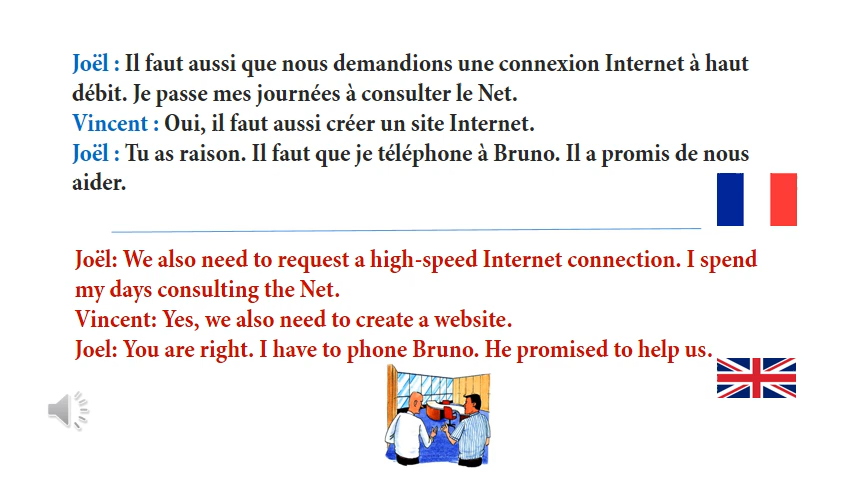 Joël : Il faut aussi que nous demandions une connexion Internet à haut
débit. Je passe mes journées à consulter le Net.
Vincent : Oui, il faut aussi créer un site Internet.
Joël : Tu as raison. Il faut que je téléphone à Bruno. Il a promis de nous
aider.
Joël: We also need to request a high-speed Internet connection. I spend
my days consulting the Net.
Vincent: Yes, we also need to create a website.
Joel: You are right. I have to phone Bruno. He promised to help us.